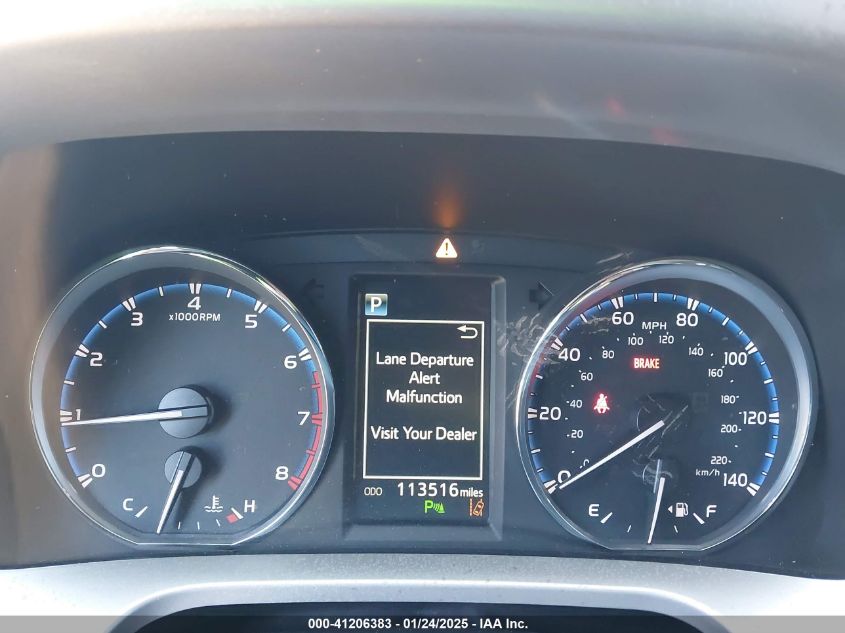 0
1
2
3
4
5
6
7
8
x1000RPM
C
H
P
Lane Departure
Alert
Malfunction
Visit Your Dealer
ODO 113516 miles
P
0
20
40
60
80
100
120
140
MPH
20
40
60
80
100
120
140
160
180
200
220
km/h
BRAKE
E
F
000-41206383 - 01/24/2025 - IAA Inc.